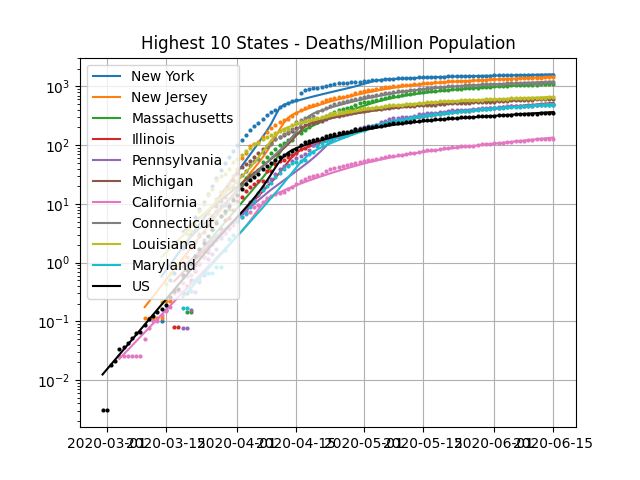 Highest 10 States - Deaths/Million Population
10³
10²
10¹
10⁰
10⁻¹
10⁻²
New York
New Jersey
Massachusetts
Illinois
Pennsylvania
Michigan
California
Connecticut
Louisiana
Maryland
US
2020-03-01 2020-03-15 2020-04-01 2020-04-15 2020-05-01 2020-05-15 2020-06-01 2020-06-15